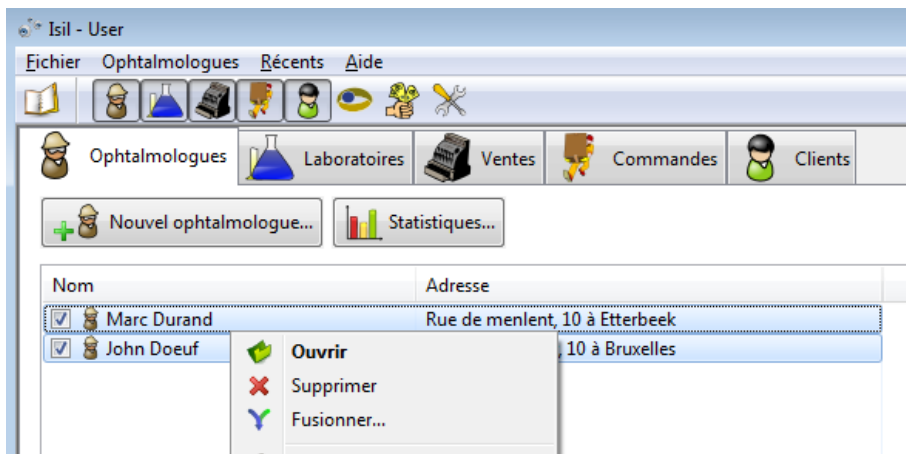 Isil - User
Fichier Ophtalmologues Récents Aide
Ophtalmologues Laboratoires Ventes Commandes Clients
Nouvel ophtalmologue... Statistiques...
Nom Adresse
Marc Durand Rue de menlent, 10 à Etterbeek
John Doeuf , 10 à Bruxelles
Ouvrir
Supprimer
Fusionner...